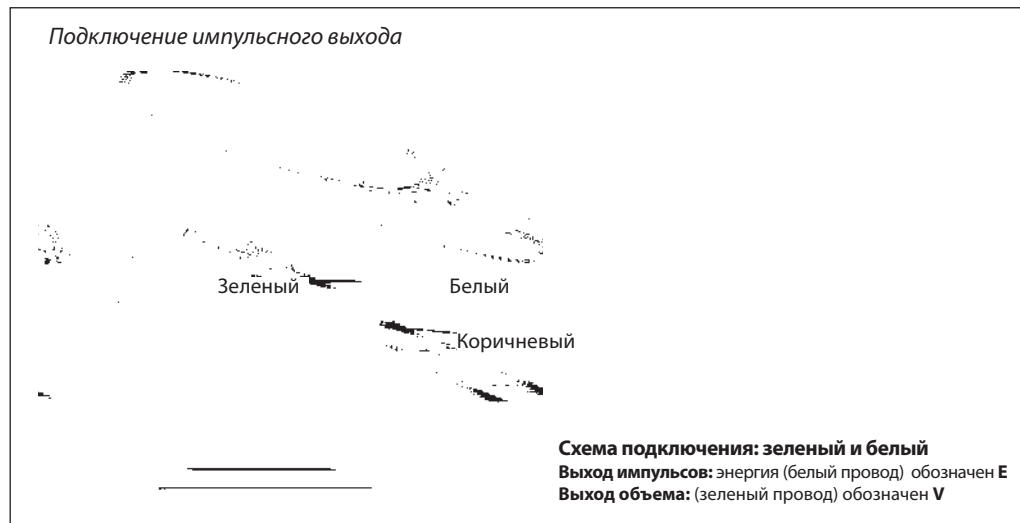 Подключение импульсного выхода
Зеленый
Белый
Коричневый
Схема подключения: зеленый и белый
Выход импульсов: энергия (белый провод) обозначен E
Выход объема: (зеленый провод) обозначен V